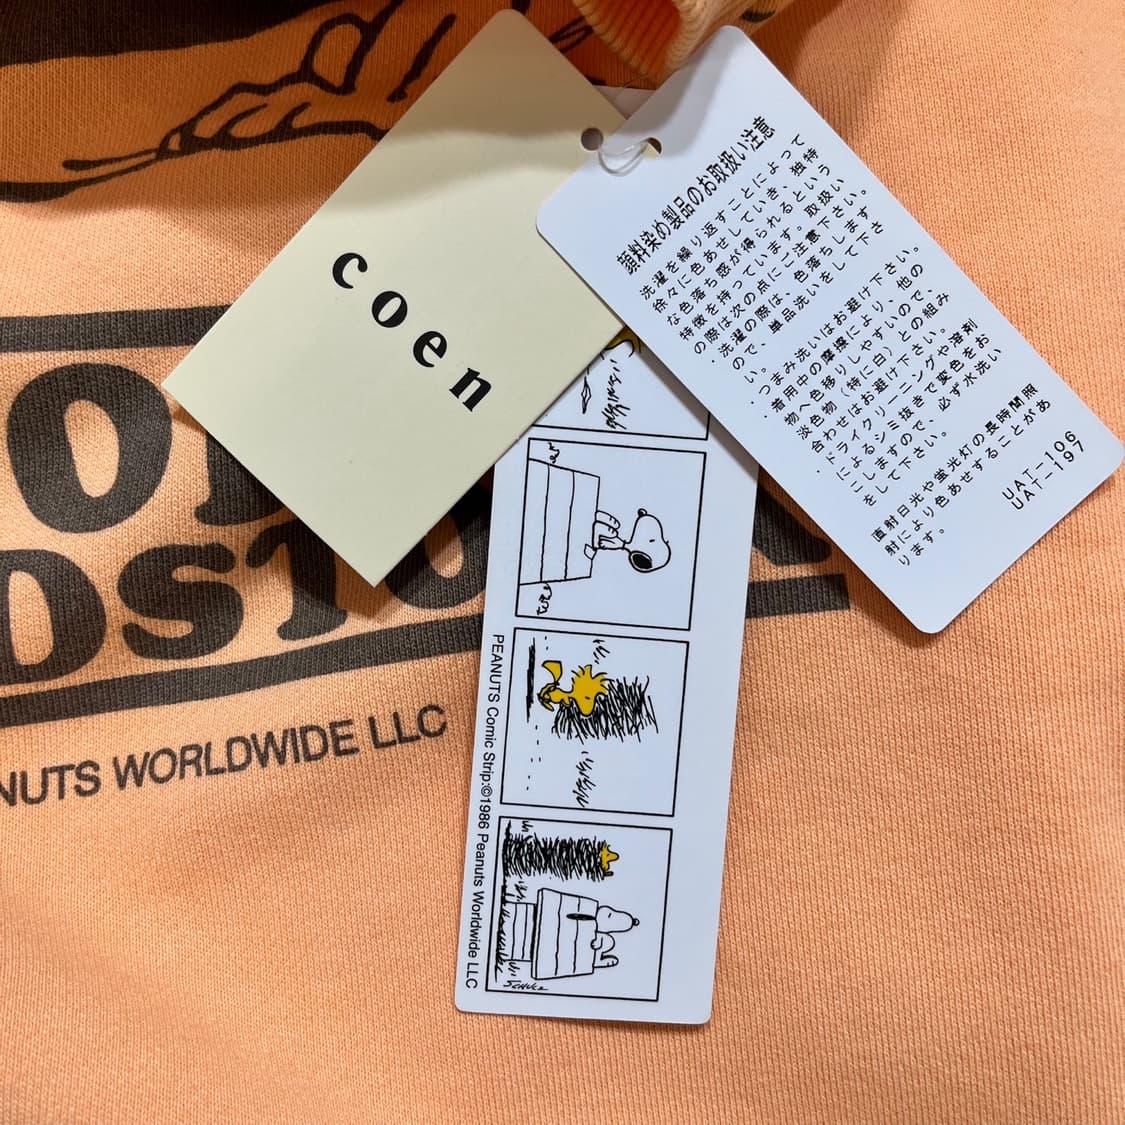 coen
顔料染め製品のお取扱い注意
洗濯を繰り返すことによって
徐々に色あせしていき、独特
な色落ち感が得られるという
特徴を持っています。取扱い
の際は次の点にご注意下さい。
洗濯の際は、色落ちします
ので、単品洗いをして下さ
い。
・つまみ洗いはお避け下さい。
・着用中の摩擦により、他の
物へ色移りしやすいので、
淡色物（特に白）との組み
合わせはお避け下さい。
・ドライクリーニングや溶剤
によるシミ抜きで変色をお
こしますので、必ず水洗い
をして下さい。
直射日光や蛍光灯の長時間照
射により色あせすることがあ
ります。
UAT-106
UAT-197
PEANUTS Comic Strip:©1986 Peanuts Worldwide LLC
SCHULZ
NUTS WORLDWIDE LLC